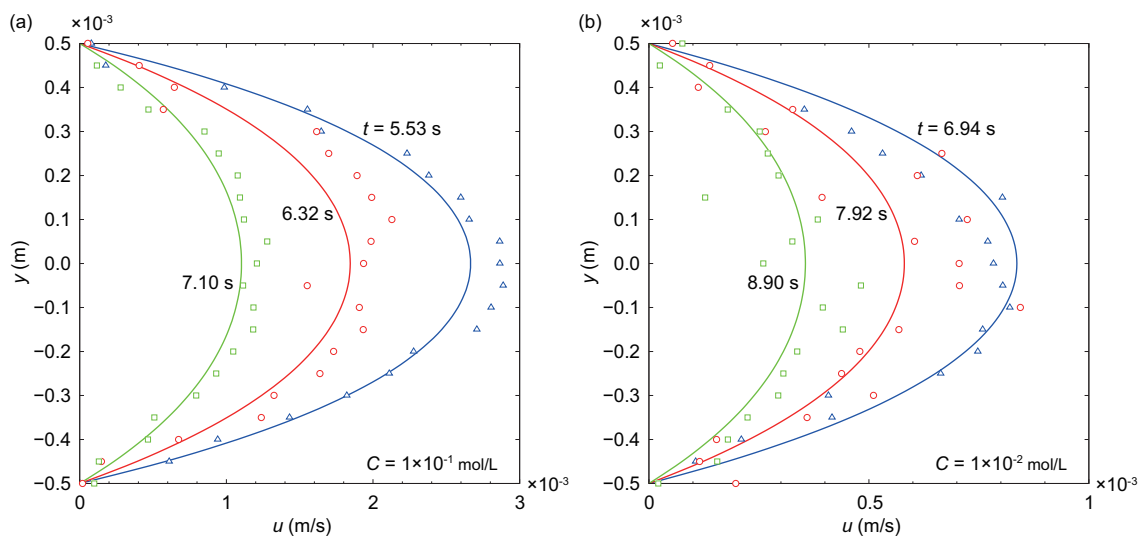 (a)
×10⁻³
0.5
0.4
0.3
0.2
0.1
0.0
−0.1
−0.2
−0.3
−0.4
−0.5
y (m)
t = 5.53 s
6.32 s
7.10 s
C = 1×10⁻¹ mol/L
0
1
2
3
×10⁻³
u (m/s)
(b)
×10⁻³
0.5
0.4
0.3
0.2
0.1
0.0
−0.1
−0.2
−0.3
−0.4
−0.5
y (m)
t = 6.94 s
7.92 s
8.90 s
C = 1×10⁻² mol/L
0
0.5
1
×10⁻³
u (m/s)